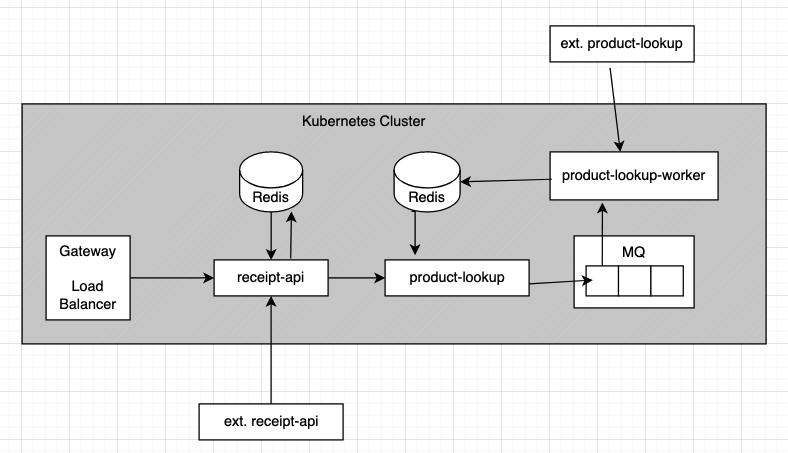 ext. product-lookup
Kubernetes Cluster
Redis
Redis
product-lookup-worker
Gateway
Load
Balancer
receipt-api
product-lookup
MQ
ext. receipt-api